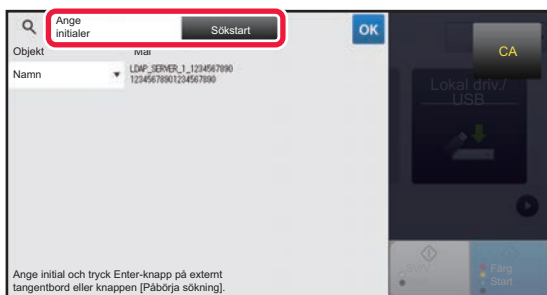 Ange
initialer
Sökstart
OK
CA
Objekt
Mål
Namn
LDAP_SERVER_1_1234567890
12345678901234567890
Lokal driv./
USB
Ange initial och tryck Enter-knapp på externt
tangentbord eller knappen [Påbörja sökning].
Färg
Start